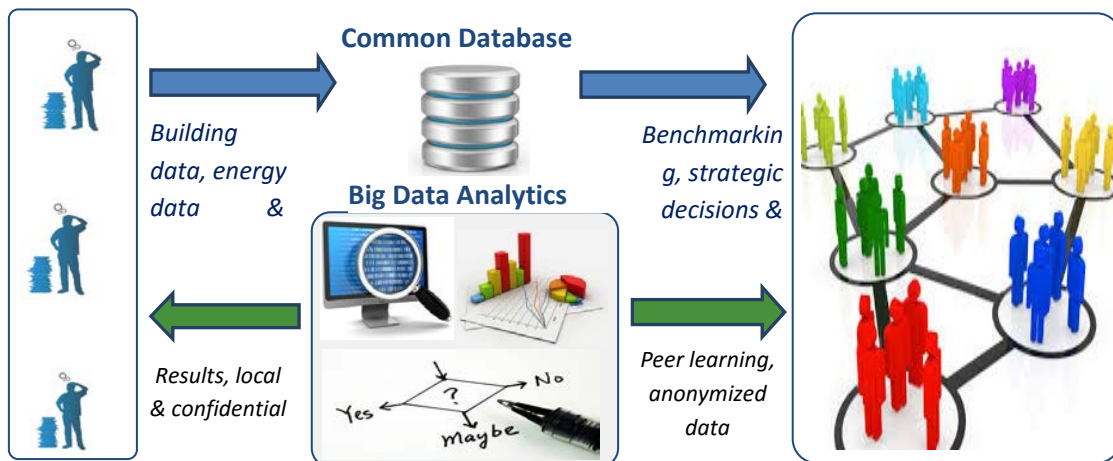 Common Database
Building
data, energy
data &
Benchmarkin
g, strategic
decisions &
Big Data Analytics
Results, local
& confidential
?
Yes
No
maybe
Peer learning,
anonymized
data